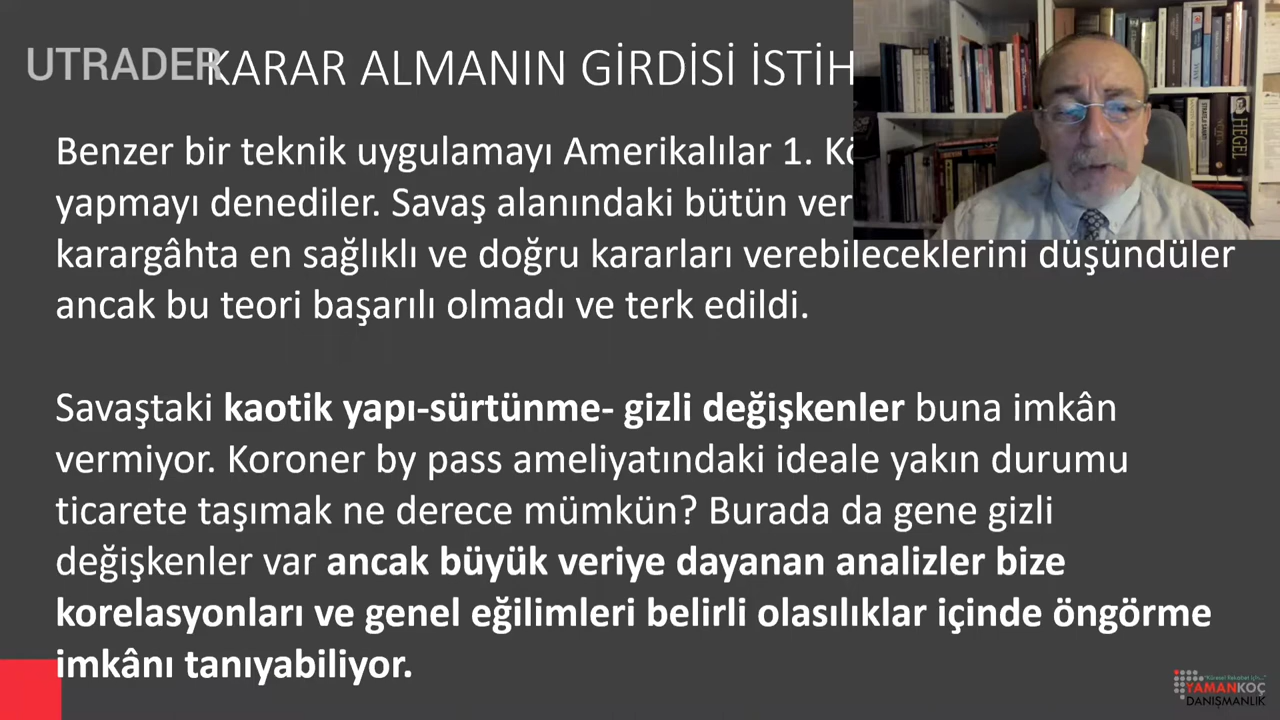 UTRADER
KARAR ALMANIN GİRDİSİ
Benzer bir teknik uygulamayı Amerikalılar 1.
yapmayı denediler. Savaş alanındaki bütün
karargâhta en sağlıklı ve doğru kararları verebileceklerini düşündüler
ancak bu teori başarılı olmadı ve terk edildi.
Savaştaki kaotik yapı-sürtünme- gizli değişkenler buna imkân
vermiyor. Koroner by pass ameliyatındaki ideale yakın durumu
ticarete taşımak ne derece mümkün? Burada da gene gizli
değişkenler var ancak büyük veriye dayanan analizler bize
korelasyonları ve genel eğilimleri belirli olasılıklar içinde öngörme
imkânı tanıyabiliyor.
HEGEL
"Küresel Rekabet İçin..."
YAMANKOÇ
DANIŞMANLIK